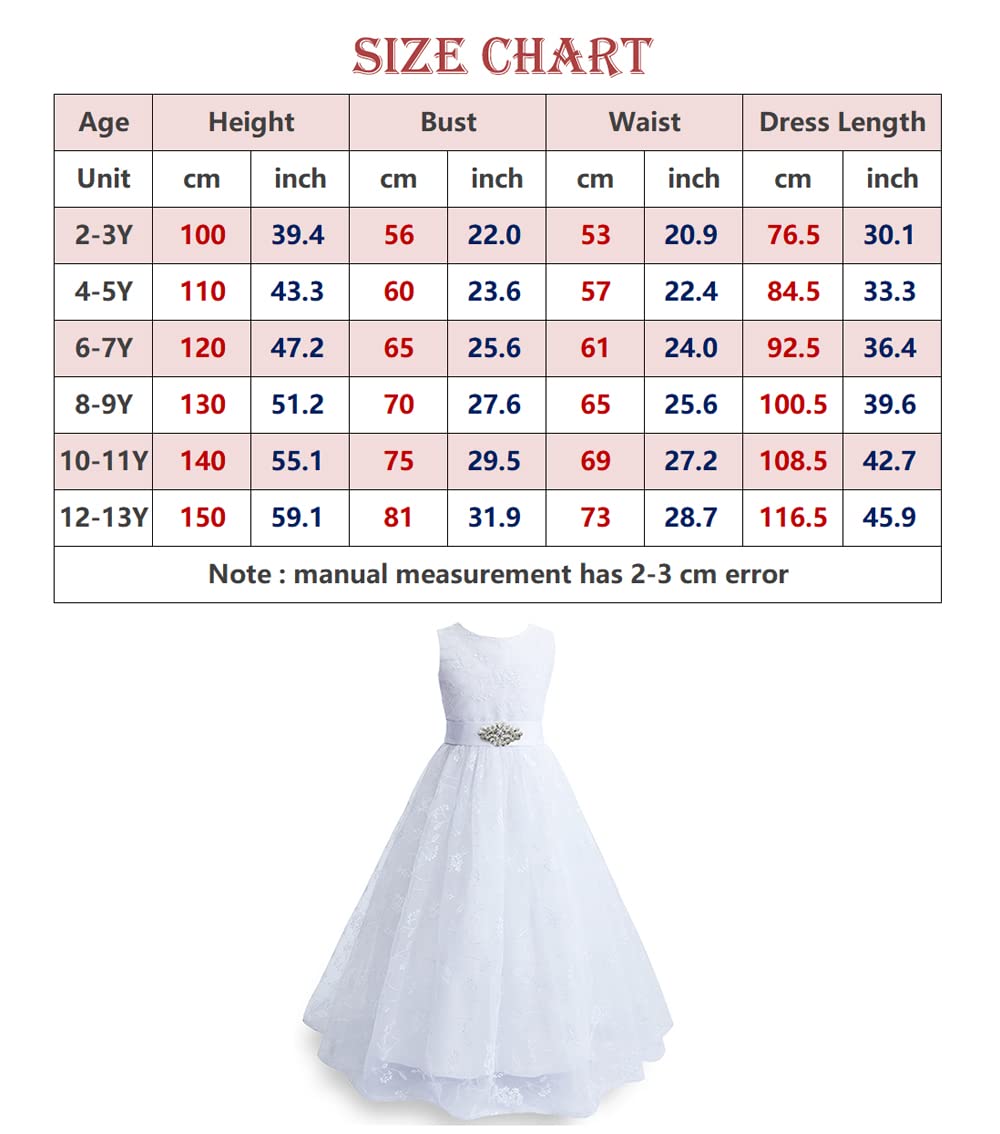 SIZE CHART
Age Height Bust Waist Dress Length
Unit cm inch cm inch cm inch cm inch
2-3Y 100 39.4 56 22.0 53 20.9 76.5 30.1
4-5Y 110 43.3 60 23.6 57 22.4 84.5 33.3
6-7Y 120 47.2 65 25.6 61 24.0 92.5 36.4
8-9Y 130 51.2 70 27.6 65 25.6 100.5 39.6
10-11Y 140 55.1 75 29.5 69 27.2 108.5 42.7
12-13Y 150 59.1 81 31.9 73 28.7 116.5 45.9
Note : manual measurement has 2-3 cm error